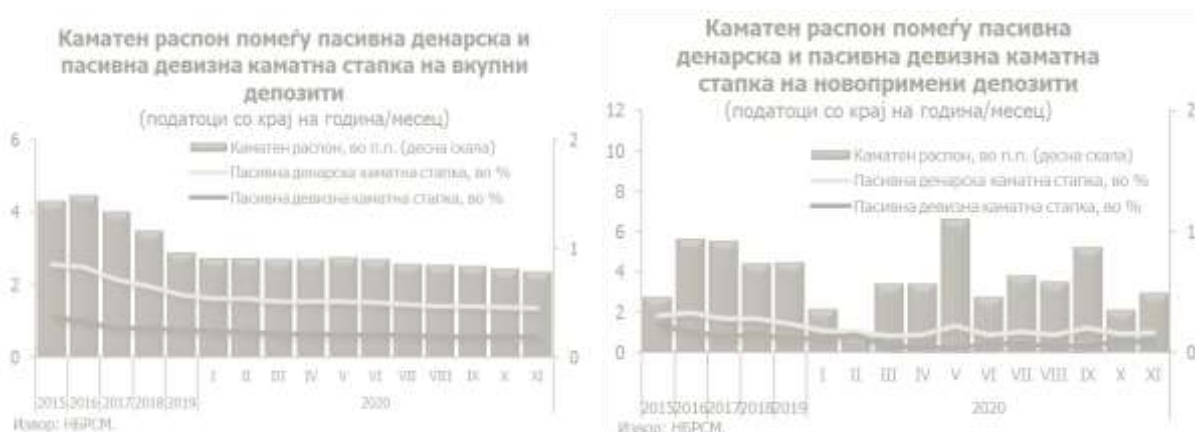 Каматен распон помеѓу пасивна денарска и
пасивна девизна каматна стапка на вкупни
депозити
(податоци со крај на година/месец)
6
4
2
0
2
1
0
Каматен распон, во п.п. (десна скала)
Пасивна денарска каматна стапка, во %
Пасивна девизна каматна стапка, во %
I II III IV V VI VII VIII IX X XI
2015 2016 2017 2018 2019 2020
Извор: НБРСМ.
Каматен распон помеѓу пасивна
денарска и пасивна девизна каматна
стапка на новопримени депозити
(податоци со крај на година/месец)
12
10
8
6
4
2
0
2
1
0
Каматен распон, во п.п. (десна скала)
Пасивна денарска каматна стапка, во %
Пасивна девизна каматна стапка, во %
I II III IV V VI VII VIII IX X XI
2015 2016 2017 2018 2019 2020
Извор: НБРСМ.